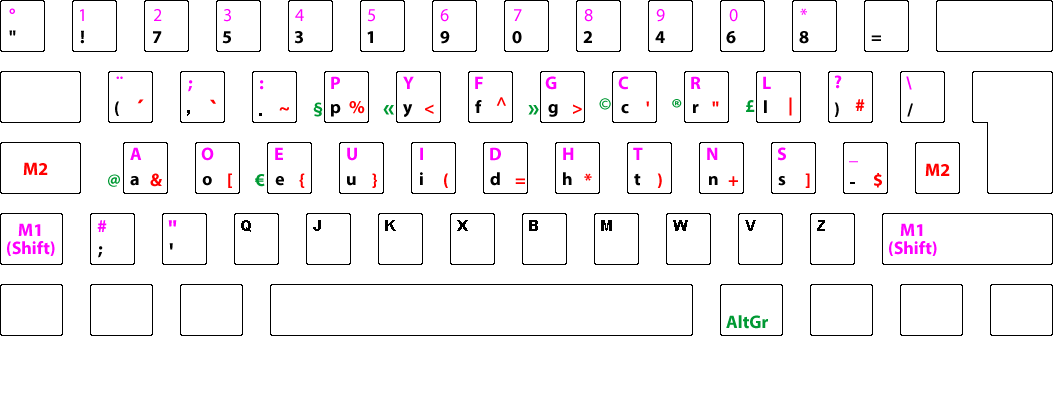 ° 1 2 3 4 5 6 7 8 9 0 *
" ! 7 5 3 1 9 0 2 4 6 8 =
¨ ; : P Y F G C R L ? \
( ´ , ` . ~ § p % « y < f ^ » g > © c ' ® r " £ l | ) # /
A O E U I D H T N S _
M2 @ a & o [ € e { u } i ( d = h * t ) n + s ] - $ M2
M1 # " Q J K X B M W V Z M1
(Shift) ; ' (Shift)
AltGr